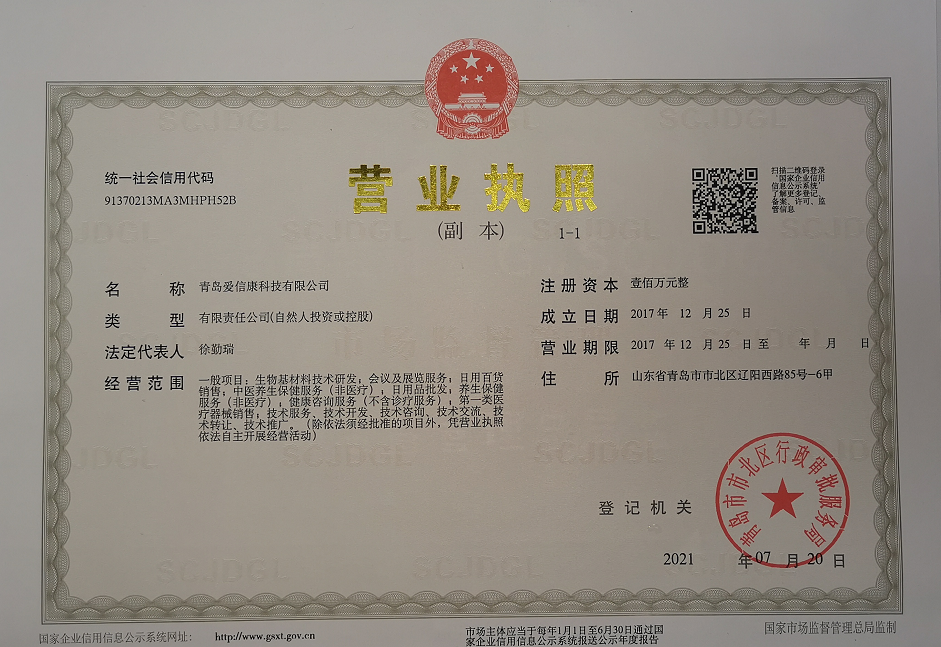 统一社会信用代码
91370213MA3MHPH52B
营业执照
(副 本) 1-1
扫描二维码登录
“国家企业信用
信息公示系统”
了解更多登记、
备案、许可、监
管信息
名 称 青岛爱信康科技有限公司
类 型 有限责任公司(自然人投资或控股)
法定代表人 徐勤瑞
经营范围 一般项目：生物基材料技术研发；会议及展览服务；日用百货
销售；中医养生保健服务（非医疗）；日用品批发；养生保健
服务（非医疗）；健康咨询服务（不含诊疗服务）；第一类医
疗器械销售；技术服务、技术开发、技术咨询、技术交流、技
术转让、技术推广。（除依法须经批准的项目外，凭营业执照
依法自主开展经营活动）
注册资本 壹佰万元整
成立日期 2017 年 12 月 25 日
营业期限 2017 年 12 月 25 日 至 年 月 日
住 所 山东省青岛市市北区辽阳西路85号-6甲
登记机关
青岛市市北区行政审批服务局
2021 年 07 月 20 日
国家企业信用信息公示系统网址： http://www.gsxt.gov.cn
市场主体应当于每年1月1日至6月30日通过国
家企业信用信息公示系统报送公示年度报告
国家市场监督管理总局监制
SCJDGL